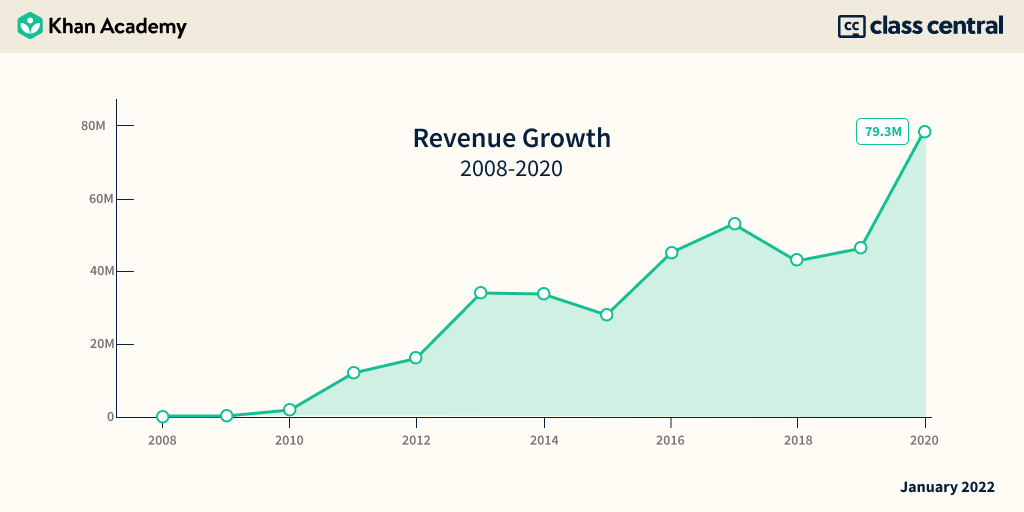 Khan Academy
cc class central
Revenue Growth
2008-2020
80M
60M
40M
20M
0
79.3M
2008
2010
2012
2014
2016
2018
2020
January 2022